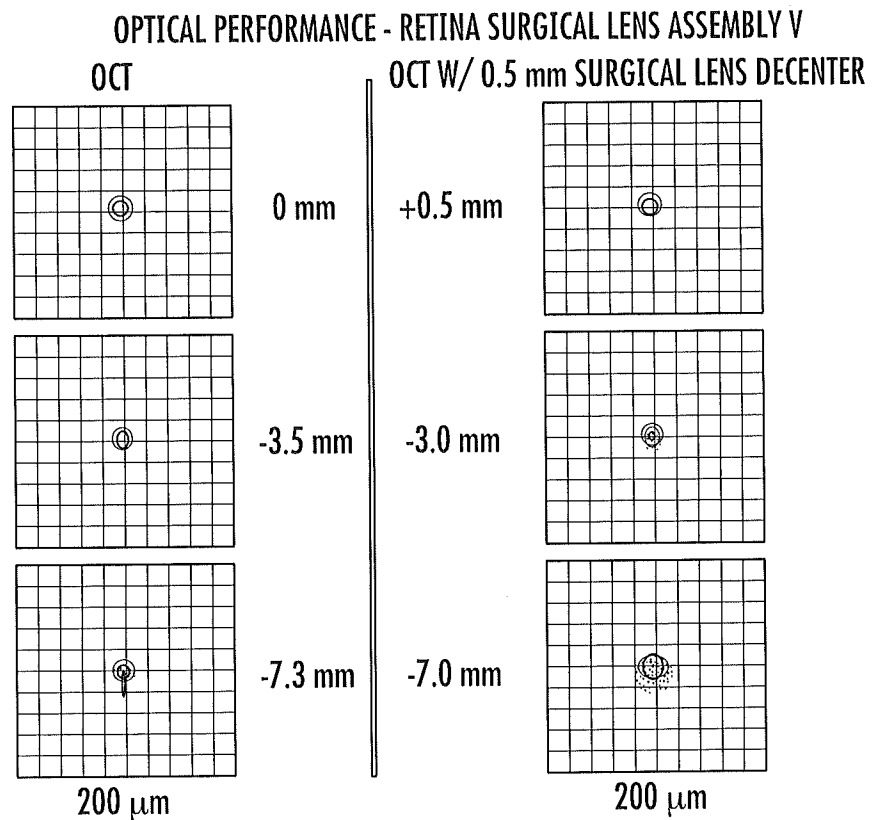 OPTICAL PERFORMANCE - RETINA SURGICAL LENS ASSEMBLY V
OCT
OCT W/ 0.5 mm SURGICAL LENS DECENTER
0 mm
+0.5 mm
-3.5 mm
-3.0 mm
-7.3 mm
-7.0 mm
200 μm
200 μm